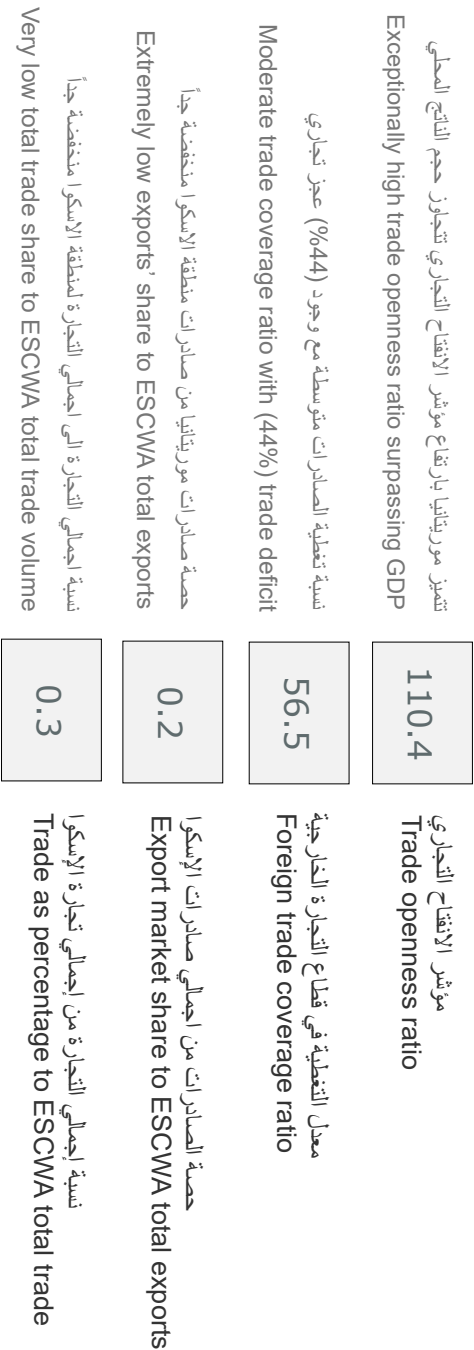 مؤشر الانفتاح التجاري
Trade openness ratio
110.4
تتميز موريتانيا بارتفاع مؤشر الانفتاح التجاري تتجاوز حجم الناتج المحلي
Exceptionally high trade openness ratio surpassing GDP
معدل التغطية في قطاع التجارة الخارجية
Foreign trade coverage ratio
56.5
نسبة تغطية الصادرات متوسطة مع وجود (44%) عجز تجاري
Moderate trade coverage ratio with (44%) trade deficit
حصة الصادرات من اجمالي صادرات الإسكوا
Export market share to ESCWA total exports
0.2
حصة صادرات موريتانيا من صادرات منطقة الاسكوا منخفضة جداً
Extremely low exports’ share to ESCWA total exports
نسبة إجمالي التجارة من إجمالي تجارة الإسكوا
Trade as percentage to ESCWA total trade
0.3
نسبة اجمالي التجارة الى اجمالي التجارة لمنطقة الاسكوا منخفضة جداً
Very low total trade share to ESCWA total trade volume